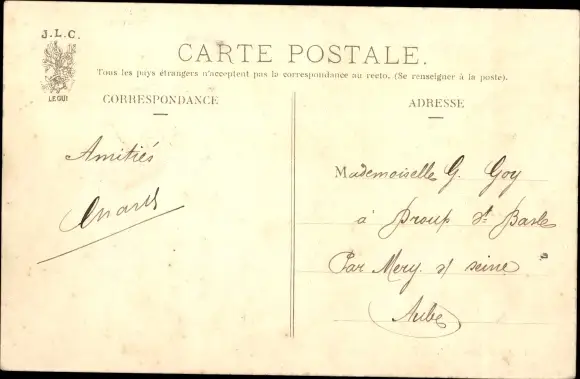 J.L.C.
LE GUI
CARTE POSTALE.
Tous les pays étrangers n'acceptent pas la correspondance au recto. (Se renseigner à la poste).
CORRESPONDANCE
Amitiés
ADRESSE
Mademoiselle G. Goy
à Droup St Basle
Par Mery s/ seine
Aube